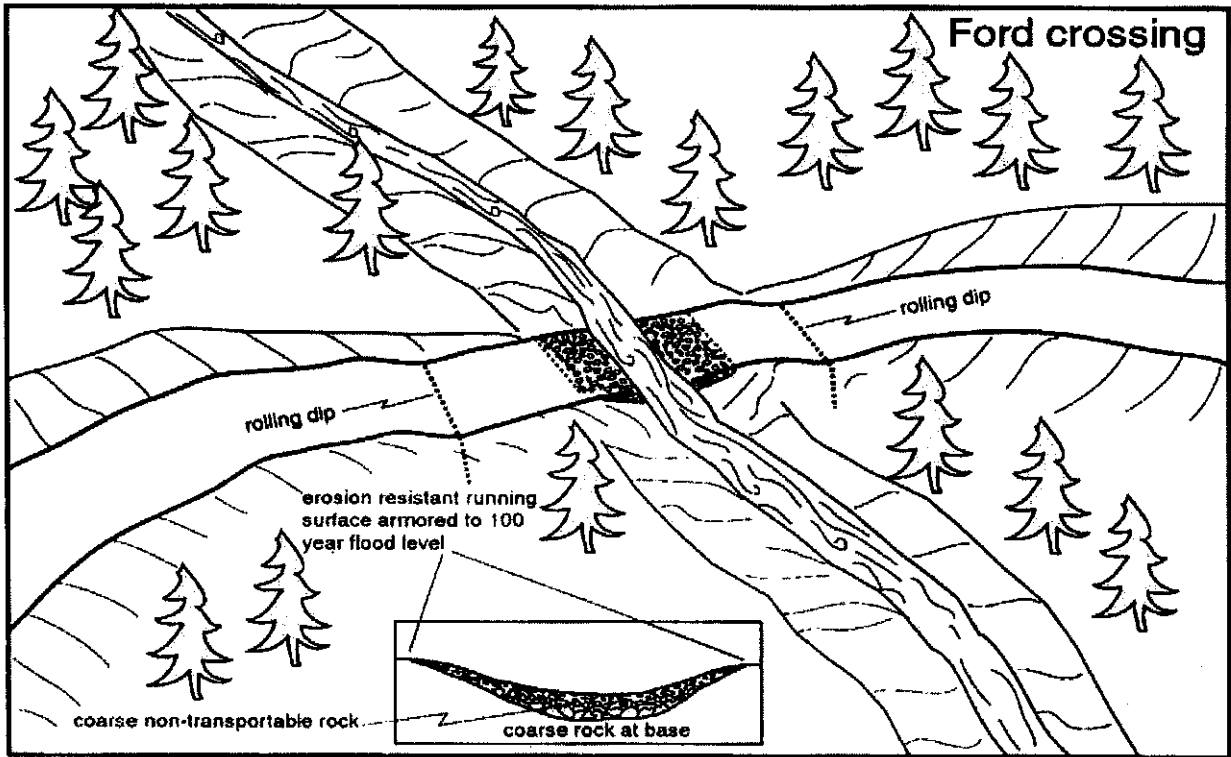 Ford crossing
rolling dip
rolling dip
erosion resistant running
surface armored to 100
year flood level
coarse non-transportable rock
coarse rock at base